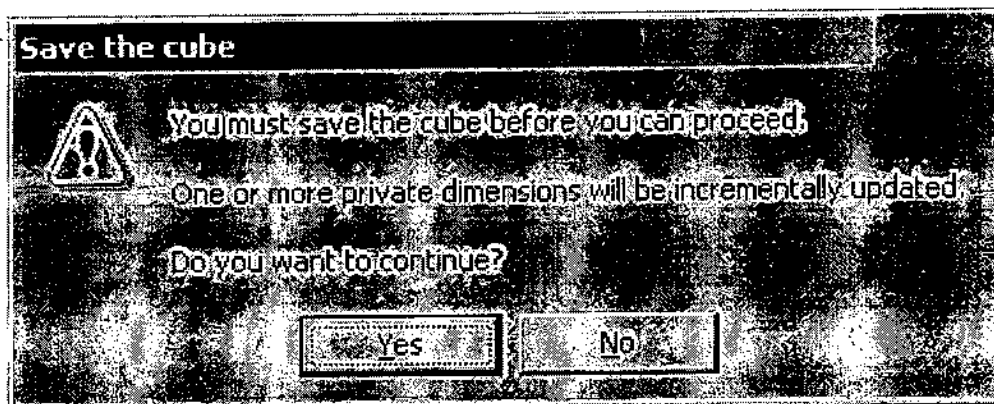 Save the cube
You must save the cube before you can proceed.
One or more private dimensions will be incrementally updated
Do you want to continue?
Yes No